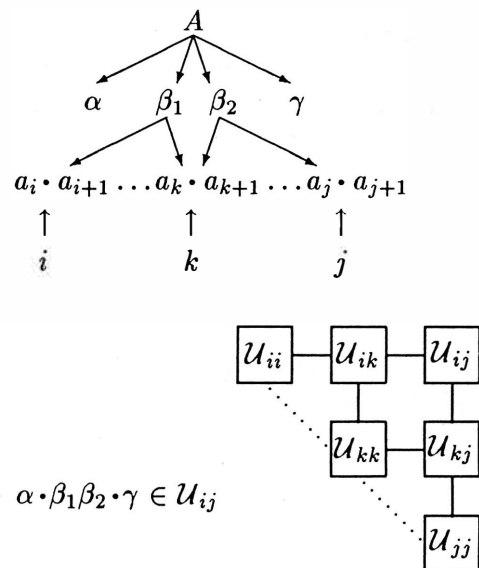 A
α β₁ β₂ γ
aᵢ • aᵢ₊₁ ... aₖ • aₖ₊₁ ... aⱼ • aⱼ₊₁
↑ ↑ ↑
i k j
𝒰ᵢᵢ 𝒰ᵢₖ 𝒰ᵢⱼ
𝒰ₖₖ 𝒰ₖⱼ
α•β₁β₂•γ ∈ 𝒰ᵢⱼ
𝒰ⱼⱼ